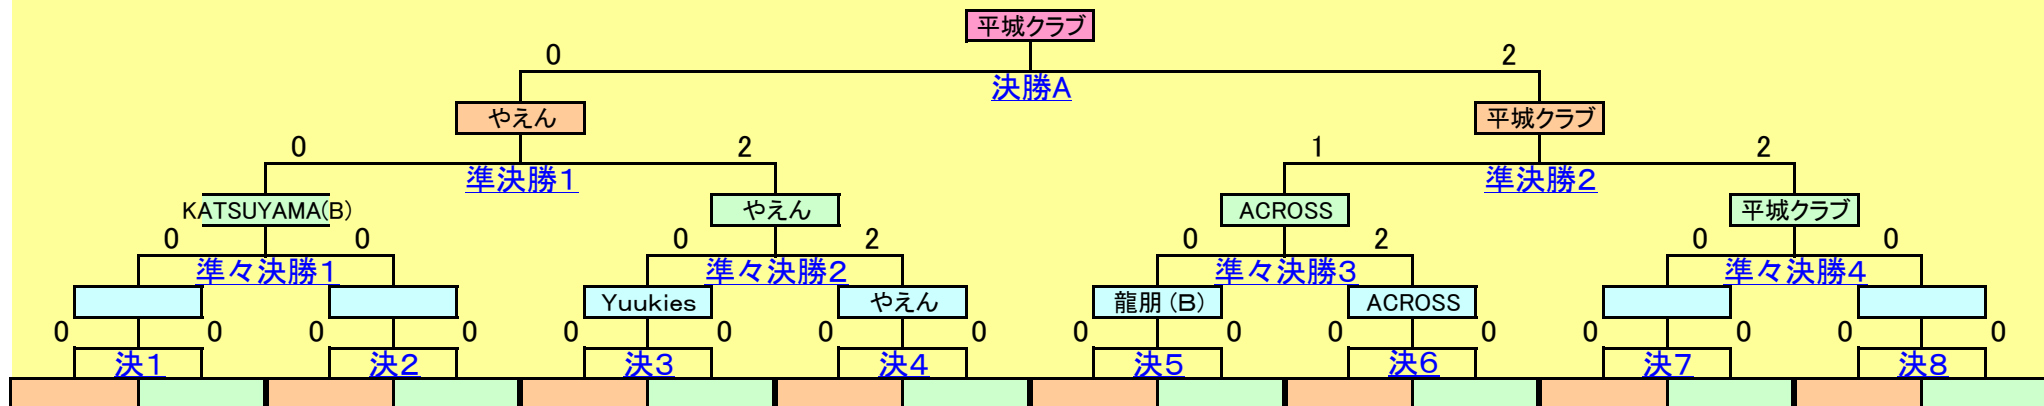 平城クラブ
0 2
決勝A
やえん 平城クラブ
0 2 1 2
準決勝1 準決勝2
KATSUYAMA(B) やえん ACROSS 平城クラブ
0 0 0 2 0 2 0 0
準々決勝1 準々決勝2 準々決勝3 準々決勝4
Yuukies やえん 龍朋(B) ACROSS
0 0 0 0 0 0 0 0 0 0 0 0 0 0 0 0
決1 決2 決3 決4 決5 決6 決7 決8